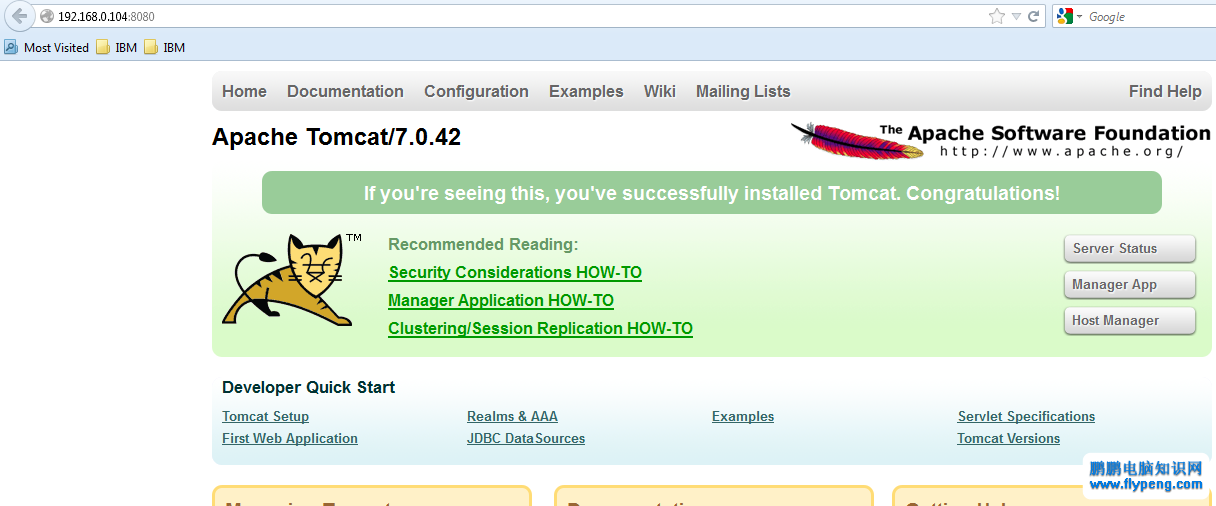 192.168.0.104:8080
Google
Most Visited IBM IBM
Home Documentation Configuration Examples Wiki Mailing Lists Find Help
Apache Tomcat/7.0.42
The Apache Software Foundation
http://www.apache.org/
If you're seeing this, you've successfully installed Tomcat. Congratulations!
TM
Recommended Reading:
Security Considerations HOW-TO
Manager Application HOW-TO
Clustering/Session Replication HOW-TO
Server Status
Manager App
Host Manager
Developer Quick Start
Tomcat Setup
First Web Application
Realms & AAA
JDBC DataSources
Examples
Servlet Specifications
Tomcat Versions
鹏鹏电脑知识网
www.flypeng.com